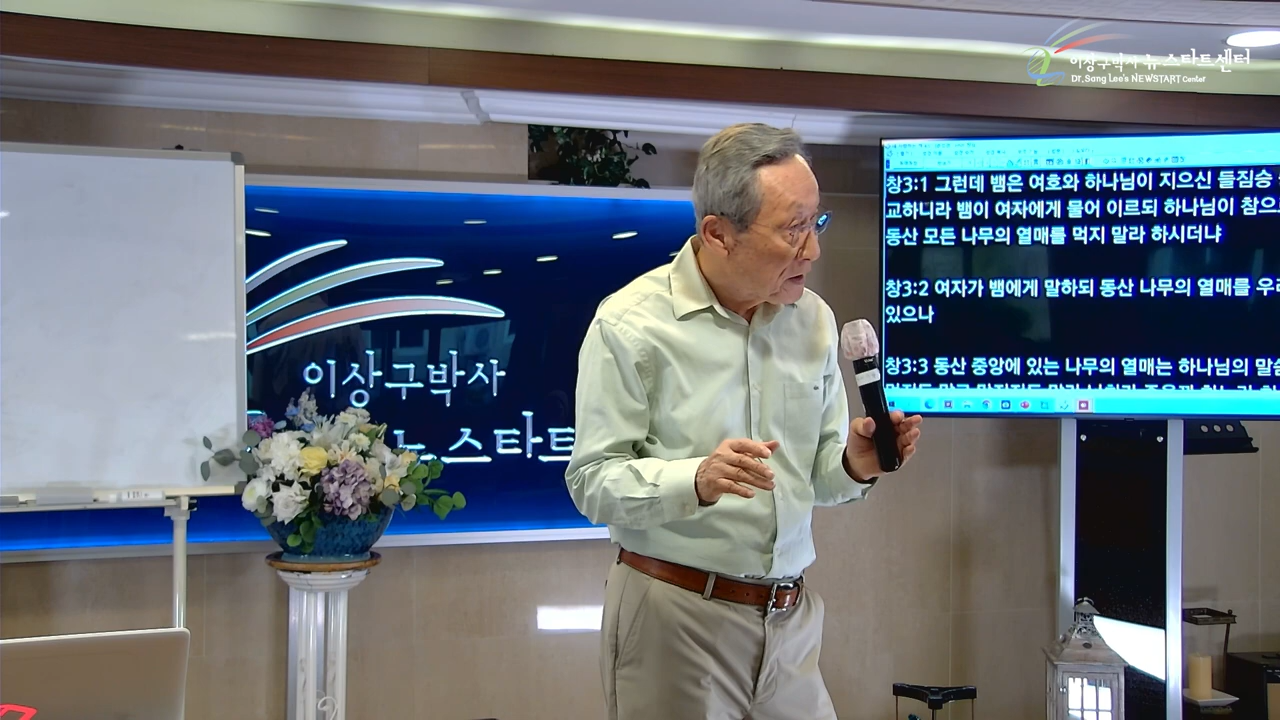 이상구박사 뉴스타트센터
Dr. Sang Lee's NEWSTART Center
이상구박사
뉴스타트
창3:1 그런데 뱀은 여호와 하나님이 지으신 들짐승
교하니라 뱀이 여자에게 물어 이르되 하나님이 참으
동산 모든 나무의 열매를 먹지 말라 하시더냐
창3:2 여자가 뱀에게 말하되 동산 나무의 열매를 우리
있으나
창3:3 동산 중앙에 있는 나무의 열매는 하나님의 말씀